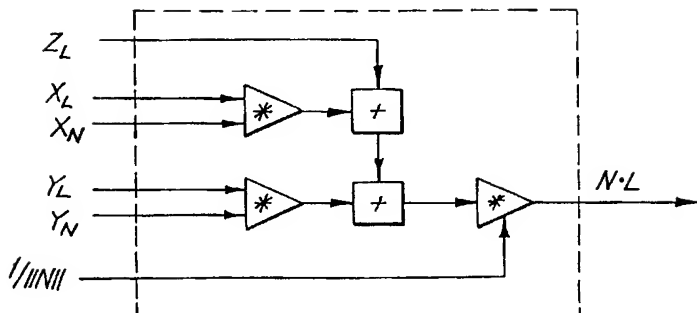 Z_L
X_L
*
+
X_N
Y_L
*
+
*
N·L
Y_N
1/||N||